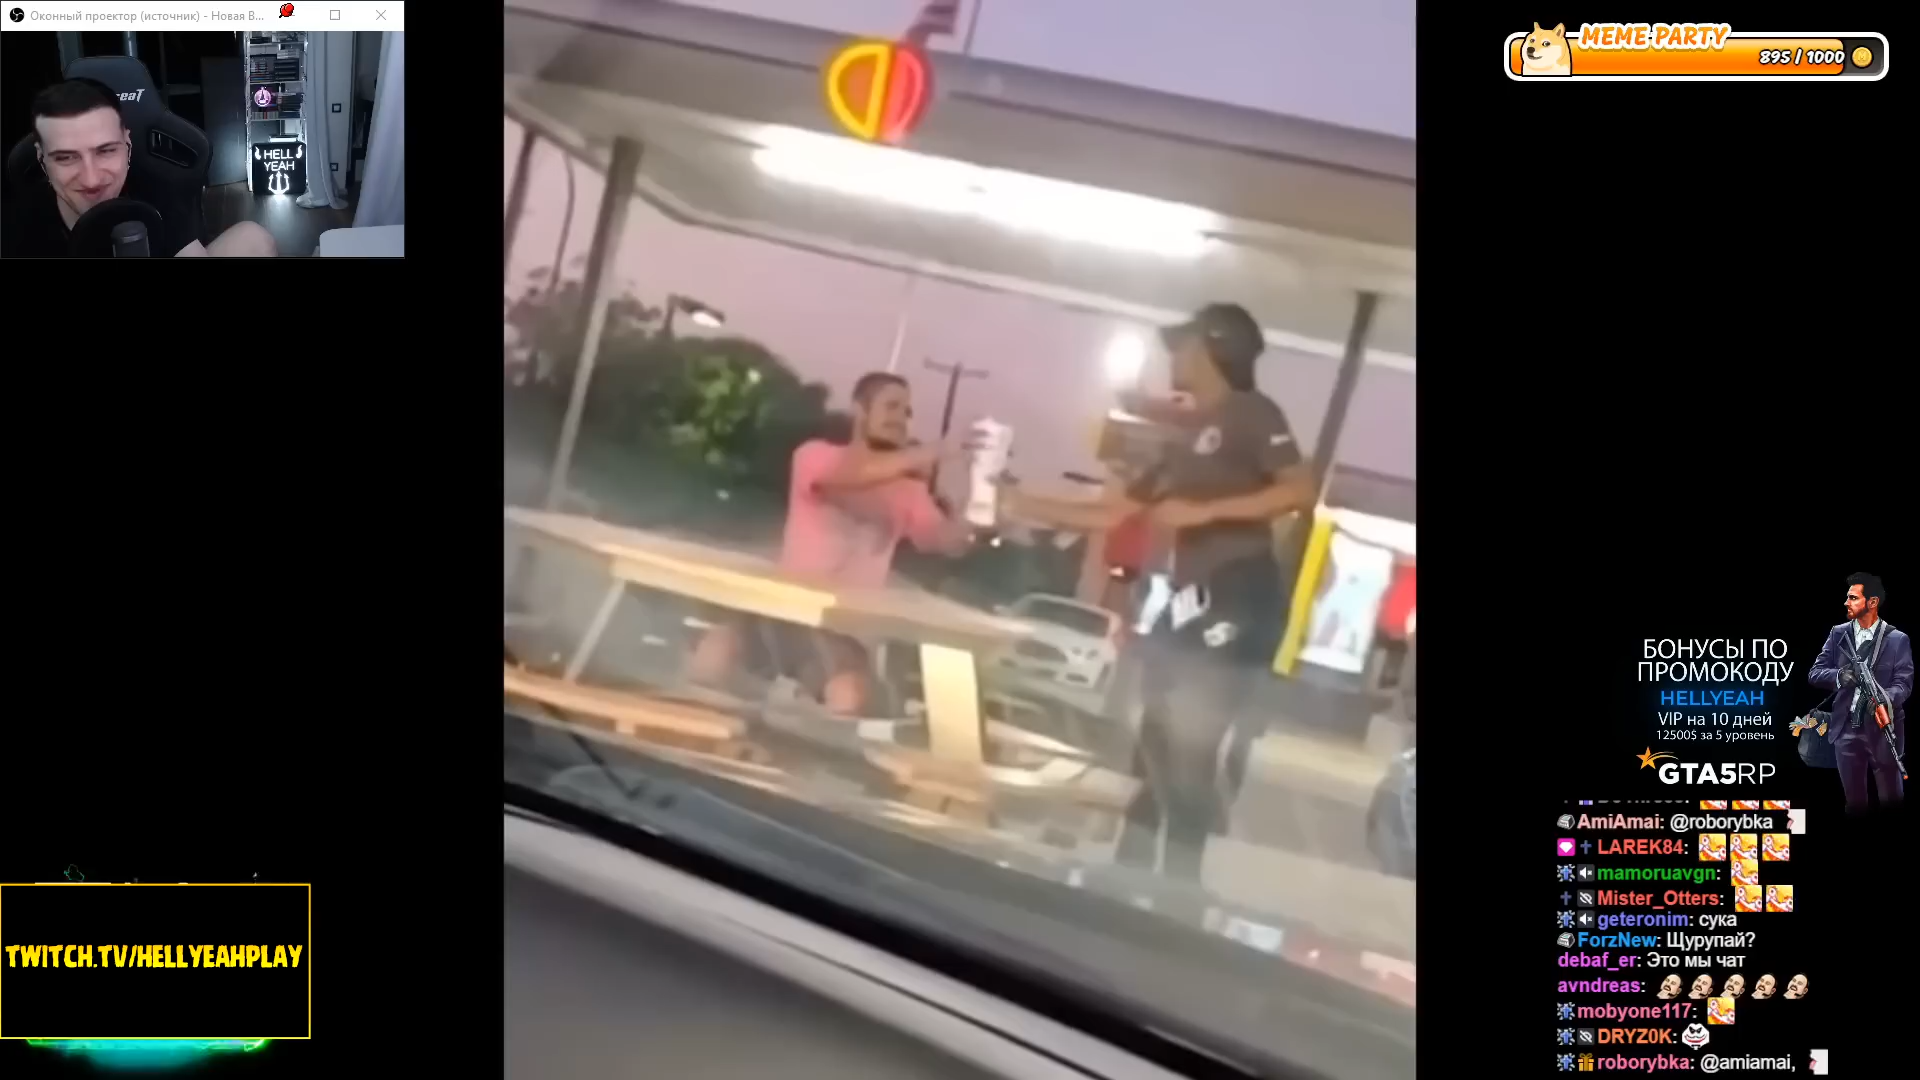 Оконный проектор (источник) - Новая В...
HELL
YEAH
MEME PARTY
895 / 1000
БОНУСЫ ПО
ПРОМОКОДУ
HELLYEAH
VIP на 10 дней
12500$ за 5 уровень
GTA5RP
AmiAmai: @roborybka
LAREK84:
mamoruavgn:
Mister_Otters:
geteronim: сука
ForzNew: Щурупай?
debaf_er: Это мы чат
avndreas:
mobyone117:
DRYZ0K:
roborybka: @amiamai,
TWITCH.TV/HELLYEAHPLAY